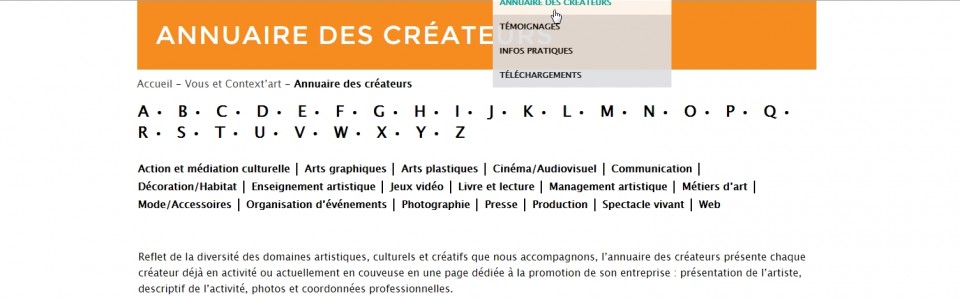 ANNUAIRE DES CRÉATEURS
ANNUAIRE DES CRÉATEURS
TÉMOIGNAGES
INFOS PRATIQUES
TÉLÉCHARGEMENTS
Accueil – Vous et Context'art – Annuaire des créateurs
A • B • C • D • E • F • G • H • I • J • K • L • M • N • O • P • Q •
R • S • T • U • V • W • X • Y • Z
Action et médiation culturelle | Arts graphiques | Arts plastiques | Cinéma/Audiovisuel | Communication |
Décoration/Habitat | Enseignement artistique | Jeux vidéo | Livre et lecture | Management artistique | Métiers d'art |
Mode/Accessoires | Organisation d'événements | Photographie | Presse | Production | Spectacle vivant | Web
Reflet de la diversité des domaines artistiques, culturels et créatifs que nous accompagnons, l'annuaire des créateurs présente chaque
créateur déjà en activité ou actuellement en couveuse en une page dédiée à la promotion de son entreprise : présentation de l'artiste,
descriptif de l'activité, photos et coordonnées professionnelles.